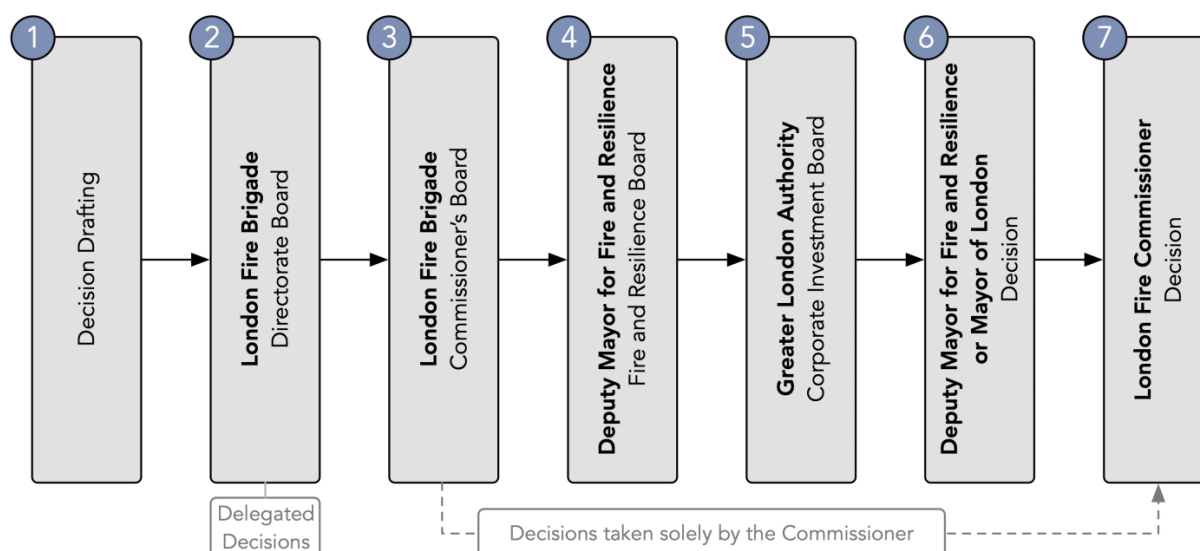 1
Decision Drafting
2
London Fire Brigade
Directorate Board
3
London Fire Brigade
Commissioner's Board
4
Deputy Mayor for Fire and Resilience
Fire and Resilience Board
5
Greater London Authority
Corporate Investment Board
6
Deputy Mayor for Fire and Resilience
or Mayor of London
Decision
7
London Fire Commissioner
Decision
Delegated
Decisions
Decisions taken solely by the Commissioner